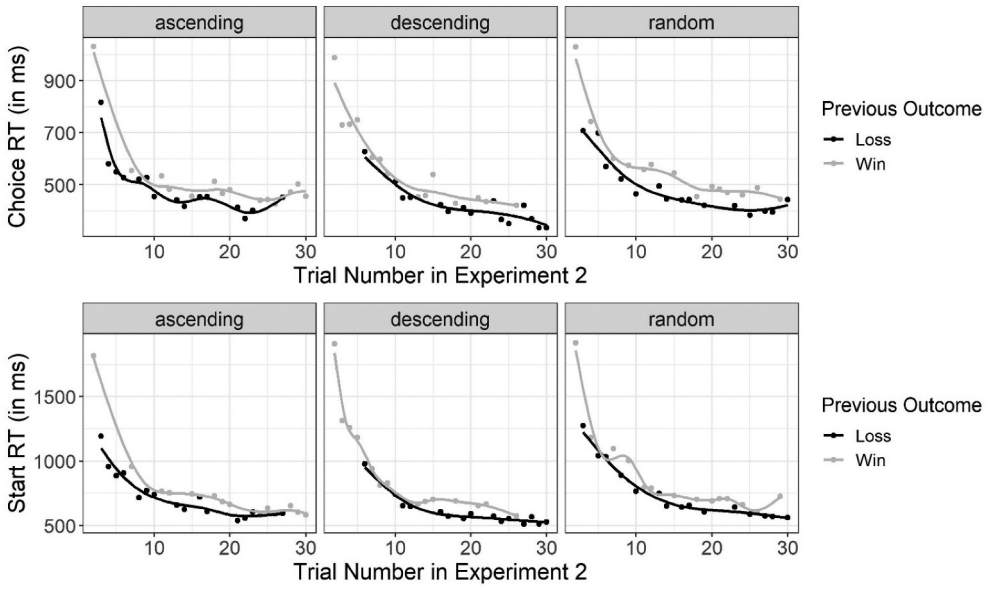 ascending descending random
Choice RT (in ms)
900
700
500
10 20 30 10 20 30 10 20 30
Trial Number in Experiment 2
Previous Outcome
Loss
Win
ascending descending random
Start RT (in ms)
1500
1000
500
10 20 30 10 20 30 10 20 30
Trial Number in Experiment 2
Previous Outcome
Loss
Win